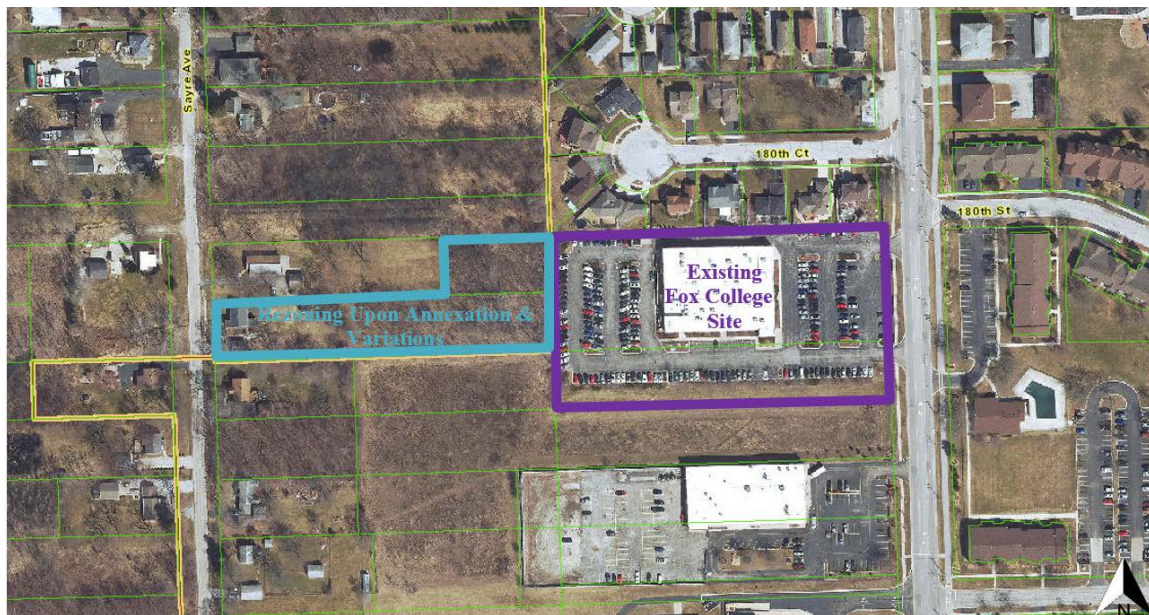 Sayre Ave
180th Ct
180th St
Existing
Fox College
Site
Rezoning Upon Annexation &
Variations
N